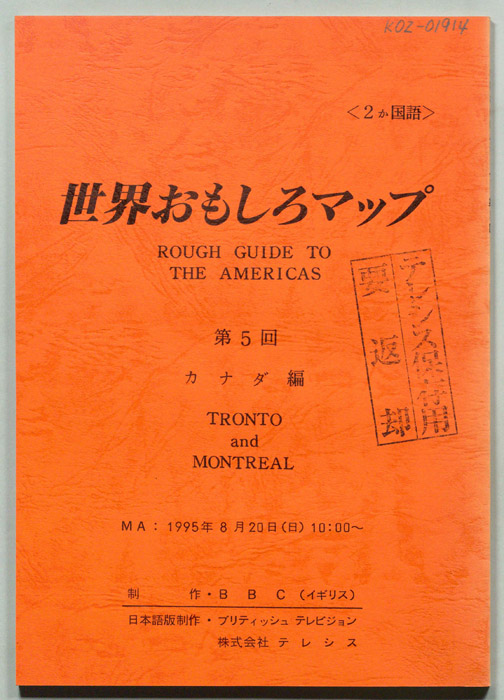 KOZ-01914
＜2か国語＞
世界おもしろマップ
ROUGH GUIDE TO
THE AMERICAS
テレシス保存用
要返却
第5回
カナダ編
TRONTO
and
MONTREAL
MA：1995年8月20日(日) 10:00～
制作・BBC（イギリス）
日本語版制作・ブリティッシュ テレビジョン
株式会社テレシス